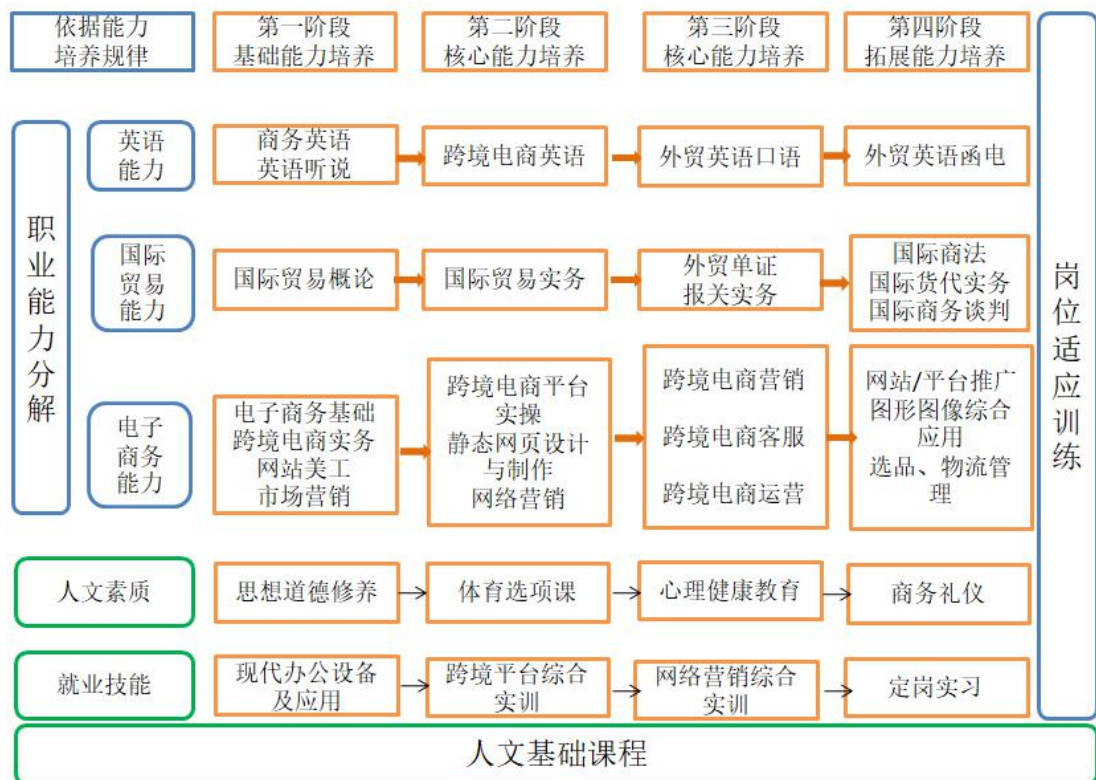 依据能力
培养规律
第一阶段
基础能力培养
第二阶段
核心能力培养
第三阶段
核心能力培养
第四阶段
拓展能力培养
职业能力分解
英语
能力
商务英语
英语听说
跨境电商英语
外贸英语口语
外贸英语函电
国际
贸易
能力
国际贸易概论
国际贸易实务
外贸单证
报关实务
国际商法
国际货代实务
国际商务谈判
电子
商务
能力
电子商务基础
跨境电商实务
网站美工
市场营销
跨境电商平台
实操
静态网页设计
与制作
网络营销
跨境电商营销
跨境电商客服
跨境电商运营
网站/平台推广
图形图像综合
应用
选品、物流管
理
岗位适应训练
人文素质
思想道德修养
体育选项课
心理健康教育
商务礼仪
就业技能
现代办公设备
及应用
跨境平台综合
实训
网络营销综合
实训
定岗实习
人文基础课程